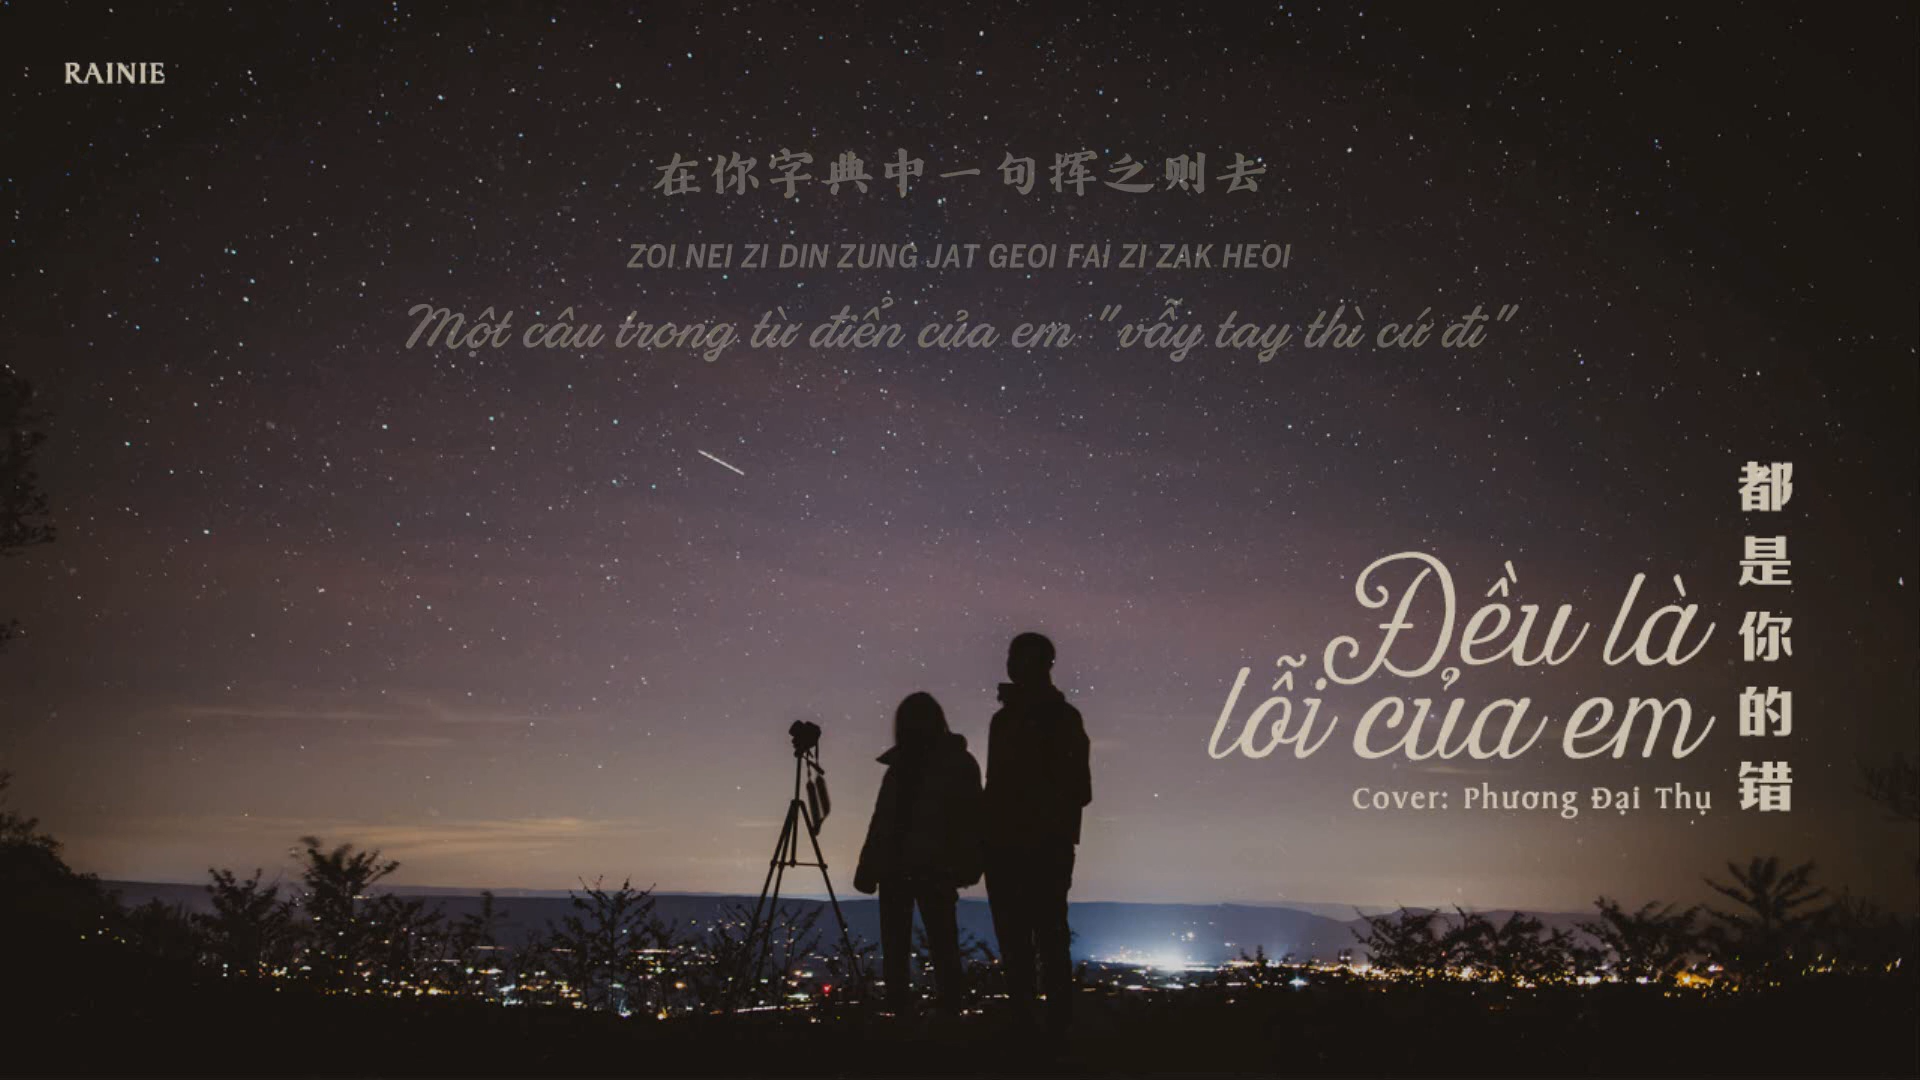 RAINIE
在你字典中一句挥之则去
ZOI NEI ZI DIN ZUNG JAT GEOI FAI ZI ZAK HEOI
Một câu trong từ điển của em "vẫy tay thì cứ đi"
Đều là
lỗi của em
都是你的错
Cover: Phương Đại Thụ